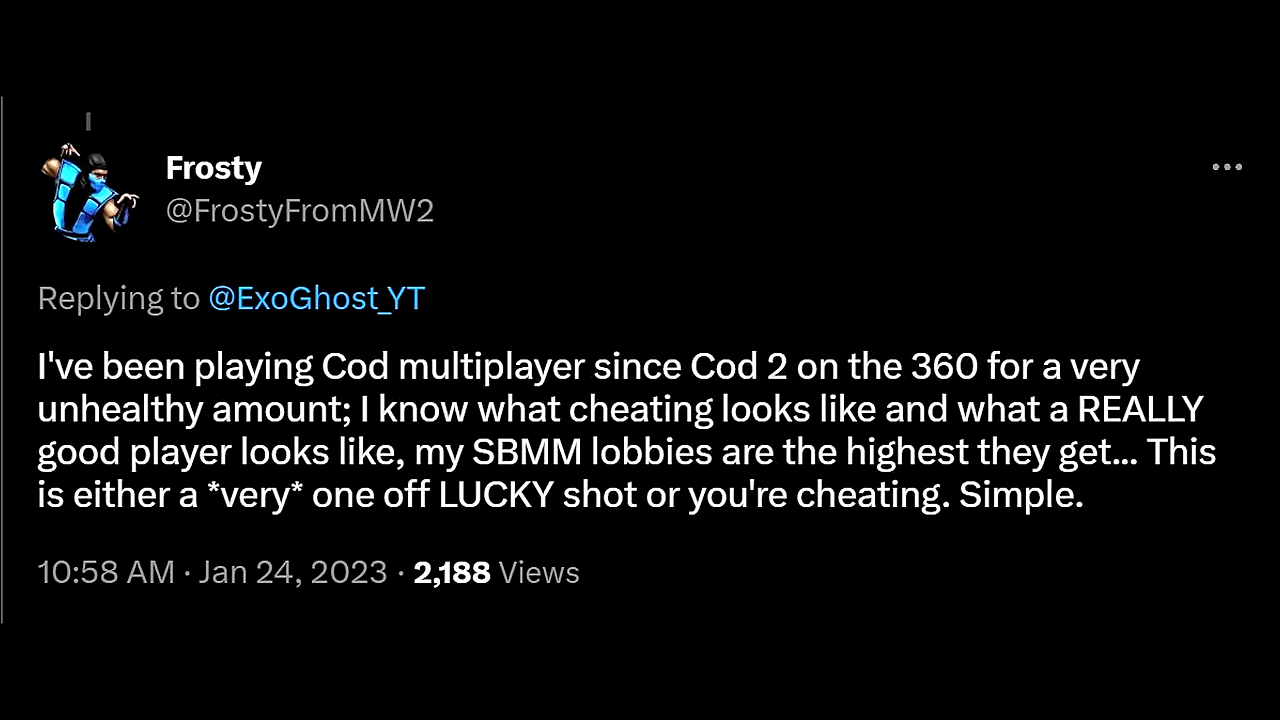 Frosty
@FrostyFromMW2
Replying to @ExoGhost_YT
I've been playing Cod multiplayer since Cod 2 on the 360 for a very
unhealthy amount; I know what cheating looks like and what a REALLY
good player looks like, my SBMM lobbies are the highest they get... This
is either a *very* one off LUCKY shot or you're cheating. Simple.
10:58 AM · Jan 24, 2023 · 2,188 Views